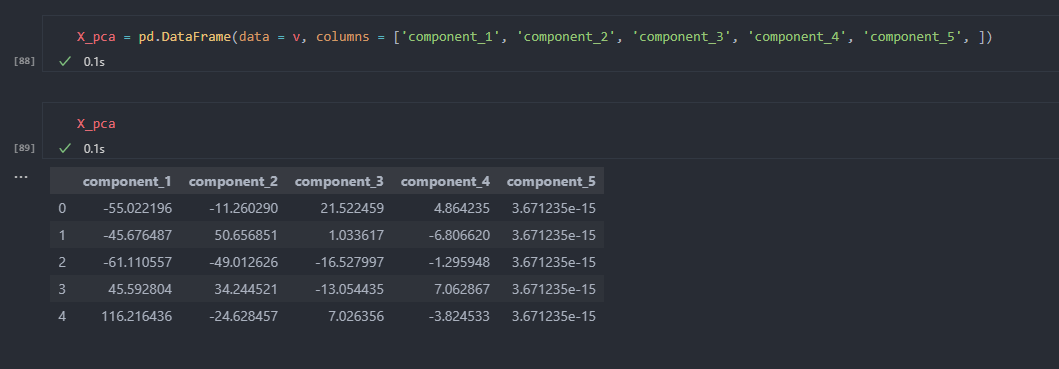 X_pca = pd.DataFrame(data = v, columns = ['component_1', 'component_2', 'component_3', 'component_4', 'component_5', ])
[88] ✓ 0.1s
X_pca
[89] ✓ 0.1s
...
component_1 component_2 component_3 component_4 component_5
0 -55.022196 -11.260290 21.522459 4.864235 3.671235e-15
1 -45.676487 50.656851 1.033617 -6.806620 3.671235e-15
2 -61.110557 -49.012626 -16.527997 -1.295948 3.671235e-15
3 45.592804 34.244521 -13.054435 7.062867 3.671235e-15
4 116.216436 -24.628457 7.026356 -3.824533 3.671235e-15